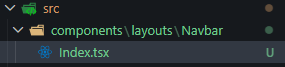 src
components\layouts\Navbar
Index.tsx U